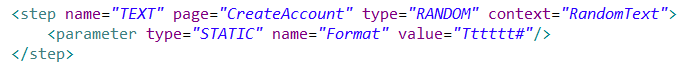 <step name="TEXT" page="CreateAccount" type="RANDOM" context="RandomText">
<parameter type="STATIC" name="Format" value="Tttttt#"/>
</step>